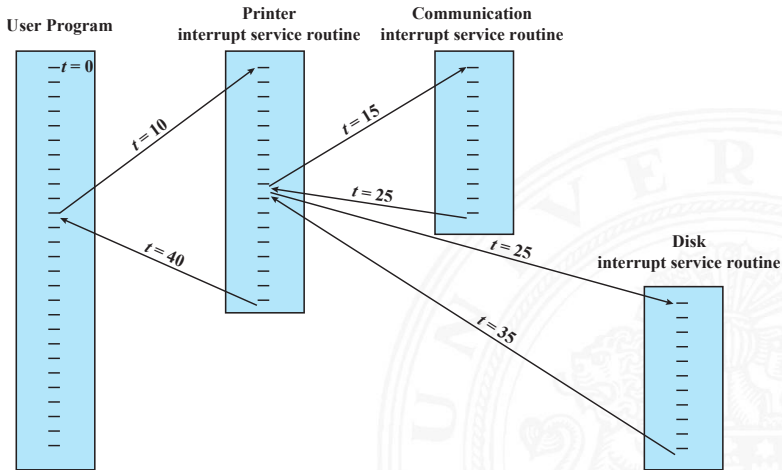 User Program
Printer
interrupt service routine
Communication
interrupt service routine
t = 0
t = 10
t = 15
t = 25
t = 25
t = 40
t = 35
Disk
interrupt service routine
UNIVER